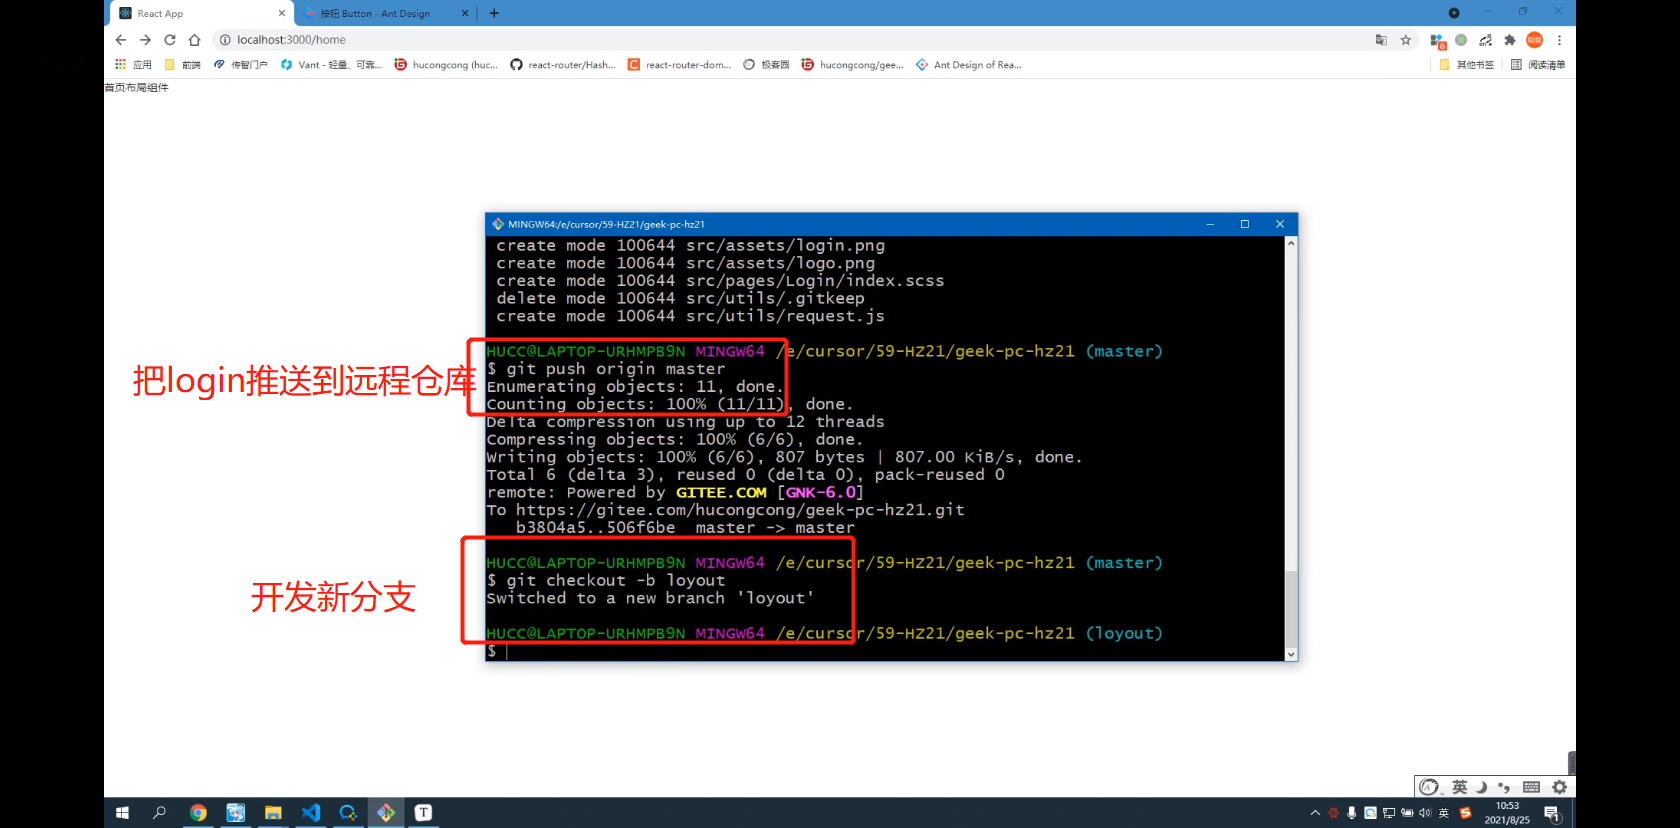 React App
按钮 Button - Ant Design
localhost:3000/home
应用
前端
传智门户
Vant - 轻量、可靠...
hucongcong (huc...
react-router/Hash...
react-router-dom...
极客园
hucongcong/gee...
Ant Design of Rea...
其他书签
阅读清单
首页布局组件
MINGW64:/e/cursor/59-HZ21/geek-pc-hz21
create mode 100644 src/assets/login.png
create mode 100644 src/assets/logo.png
create mode 100644 src/pages/Login/index.scss
delete mode 100644 src/utils/.gitkeep
create mode 100644 src/utils/request.js
HUCC@LAPTOP-URHMPB9N MINGW64 /e/cursor/59-HZ21/geek-pc-hz21 (master)
$ git push origin master
Enumerating objects: 11, done.
Counting objects: 100% (11/11), done.
Delta compression using up to 12 threads
Compressing objects: 100% (6/6), done.
Writing objects: 100% (6/6), 807 bytes | 807.00 KiB/s, done.
Total 6 (delta 3), reused 0 (delta 0), pack-reused 0
remote: Powered by GITEE.COM [GNK-6.0]
To https://gitee.com/hucongcong/geek-pc-hz21.git
b3804a5..506f6be  master -> master
HUCC@LAPTOP-URHMPB9N MINGW64 /e/cursor/59-HZ21/geek-pc-hz21 (master)
$ git checkout -b loyout
Switched to a new branch 'loyout'
HUCC@LAPTOP-URHMPB9N MINGW64 /e/cursor/59-HZ21/geek-pc-hz21 (loyout)
$
把login推送到远程仓库
开发新分支
英
英
10:53
2021/8/25